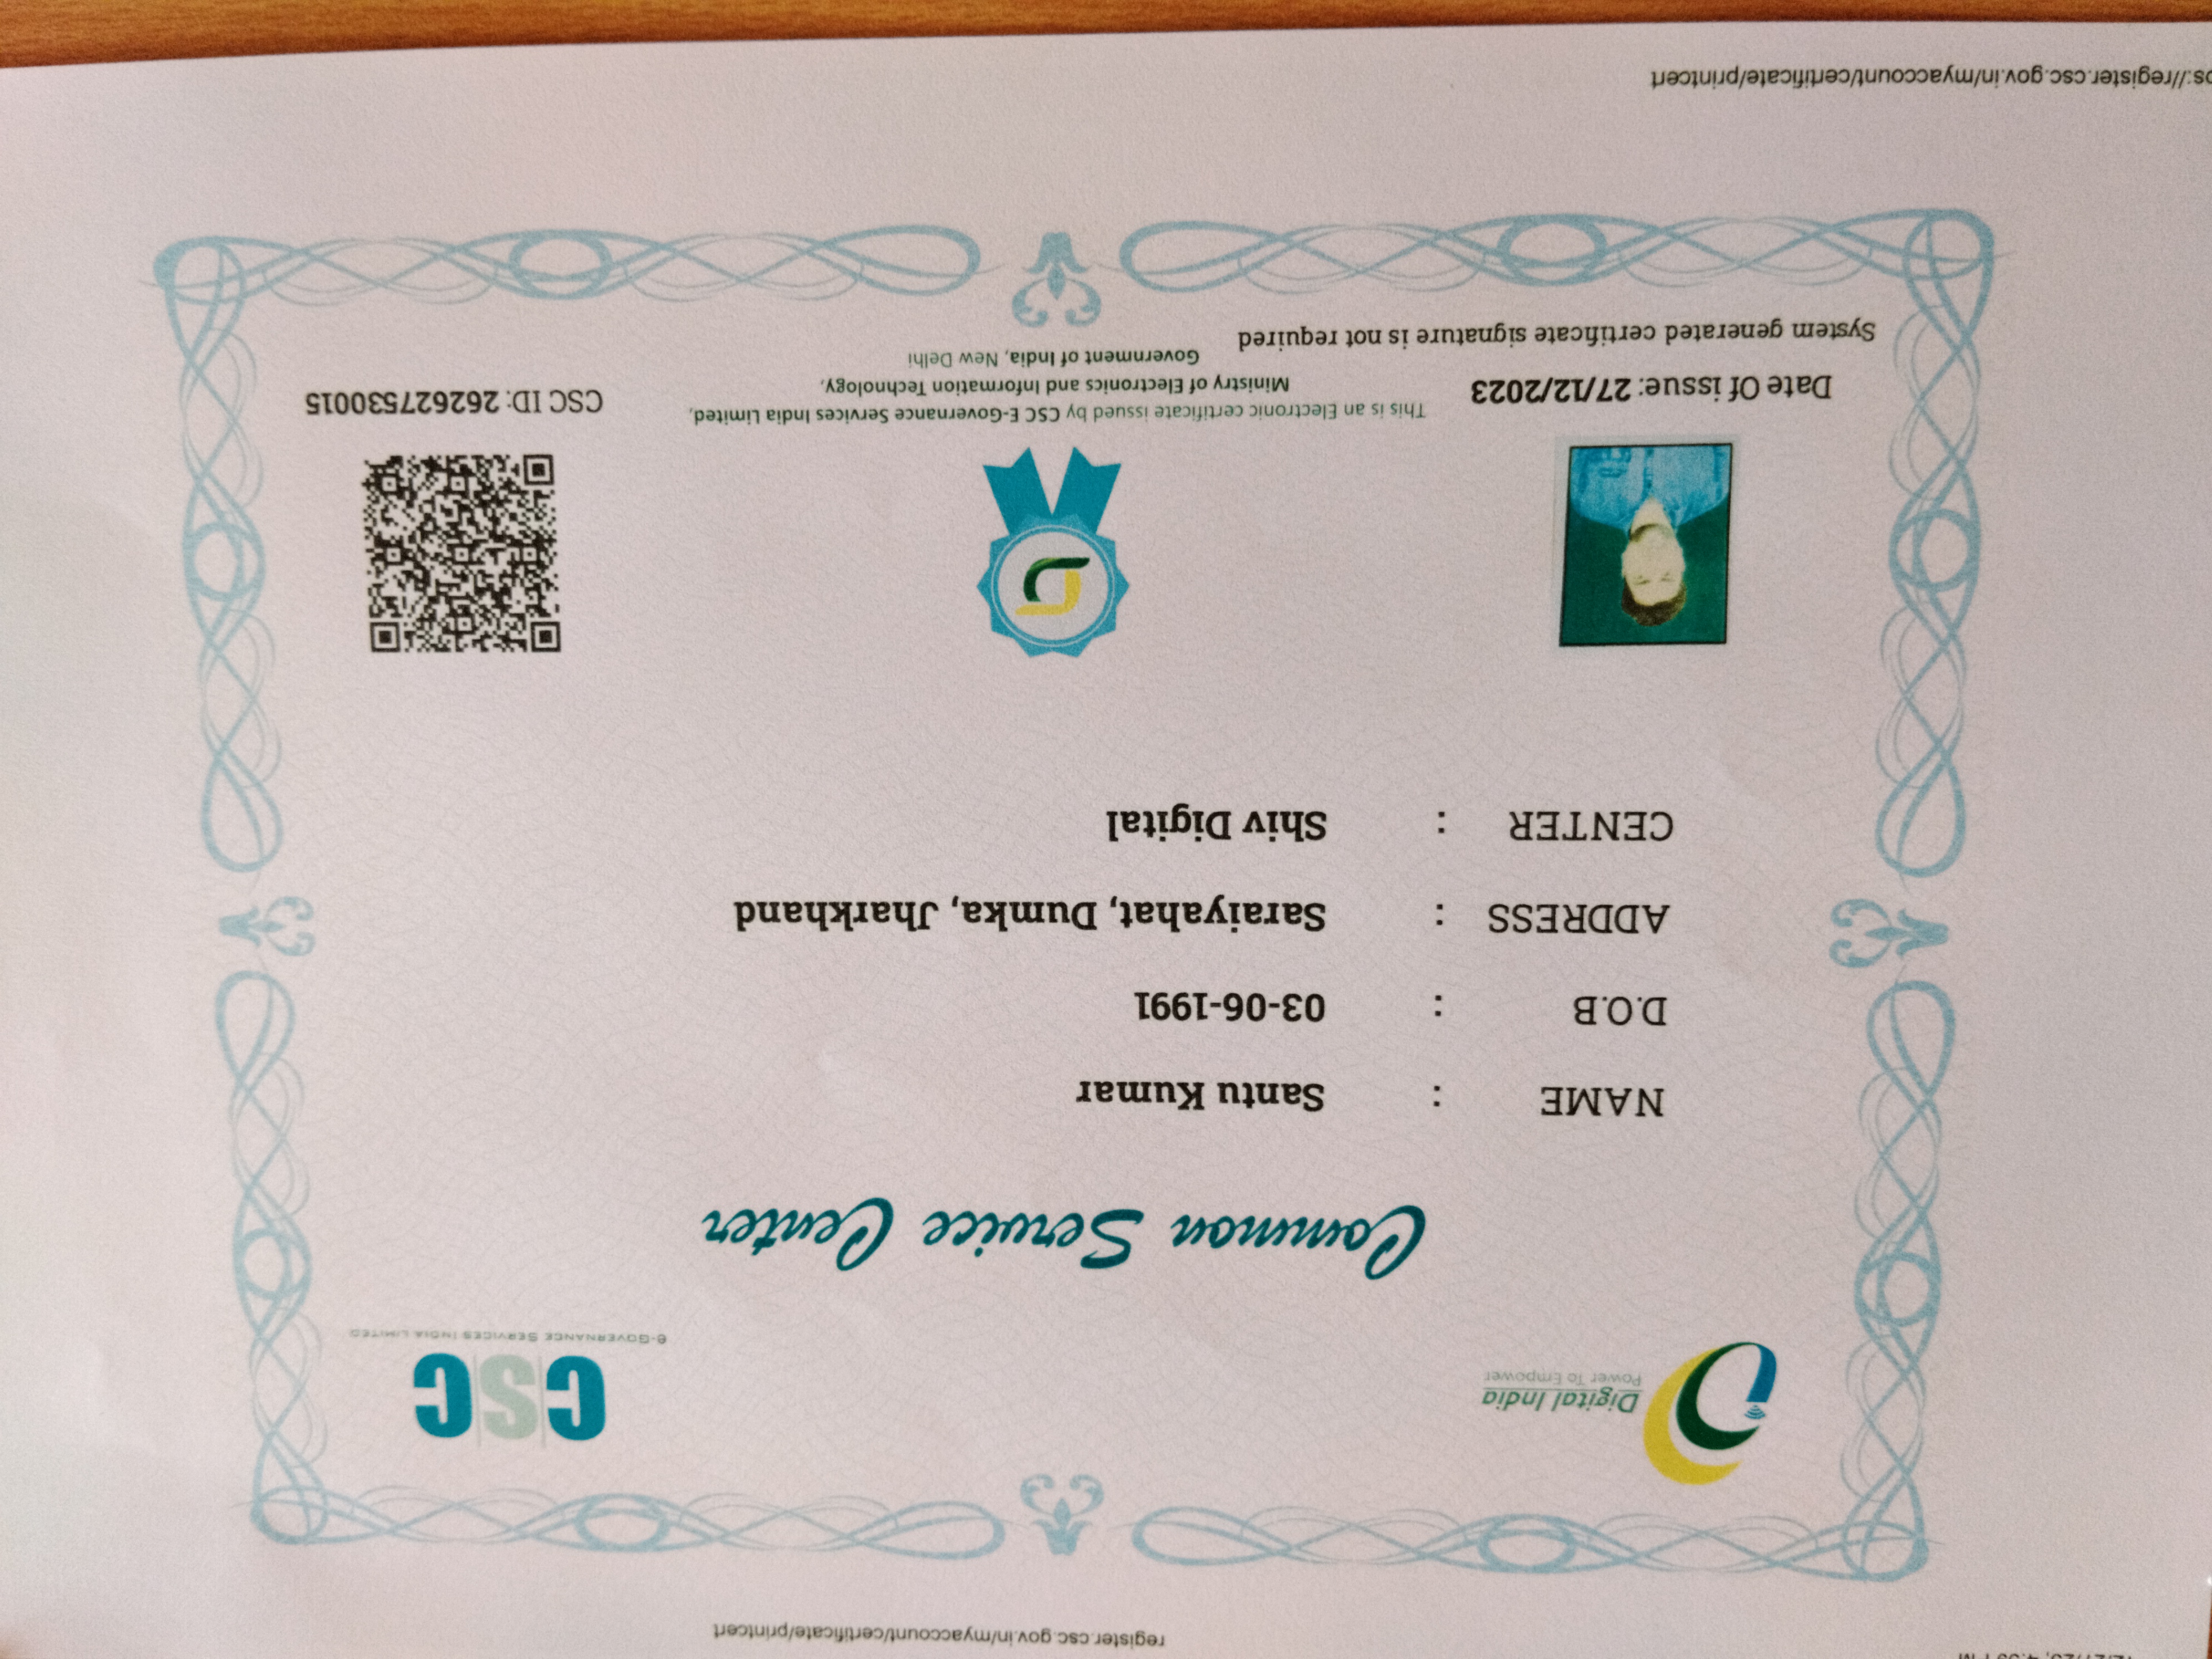 register.csc.gov.in/myaccount/certificate/printcert
Digital India
Power To Empower
CSC
e-Governance Services India Limited
Common Service Center
NAME : Santu Kumar
D.O.B : 03-06-1991
ADDRESS : Saraiyahat, Dumka, Jharkhand
CENTER : Shiv Digital
Date Of issue: 27/12/2023
System generated certificate signature is not required
This is an Electronic certificate issued by CSC E-Governance Services India Limited,
Ministry of Electronics and Information Technology,
Government of India, New Delhi
CSC ID: 262627530015
ps://register.csc.gov.in/myaccount/certificate/printcert